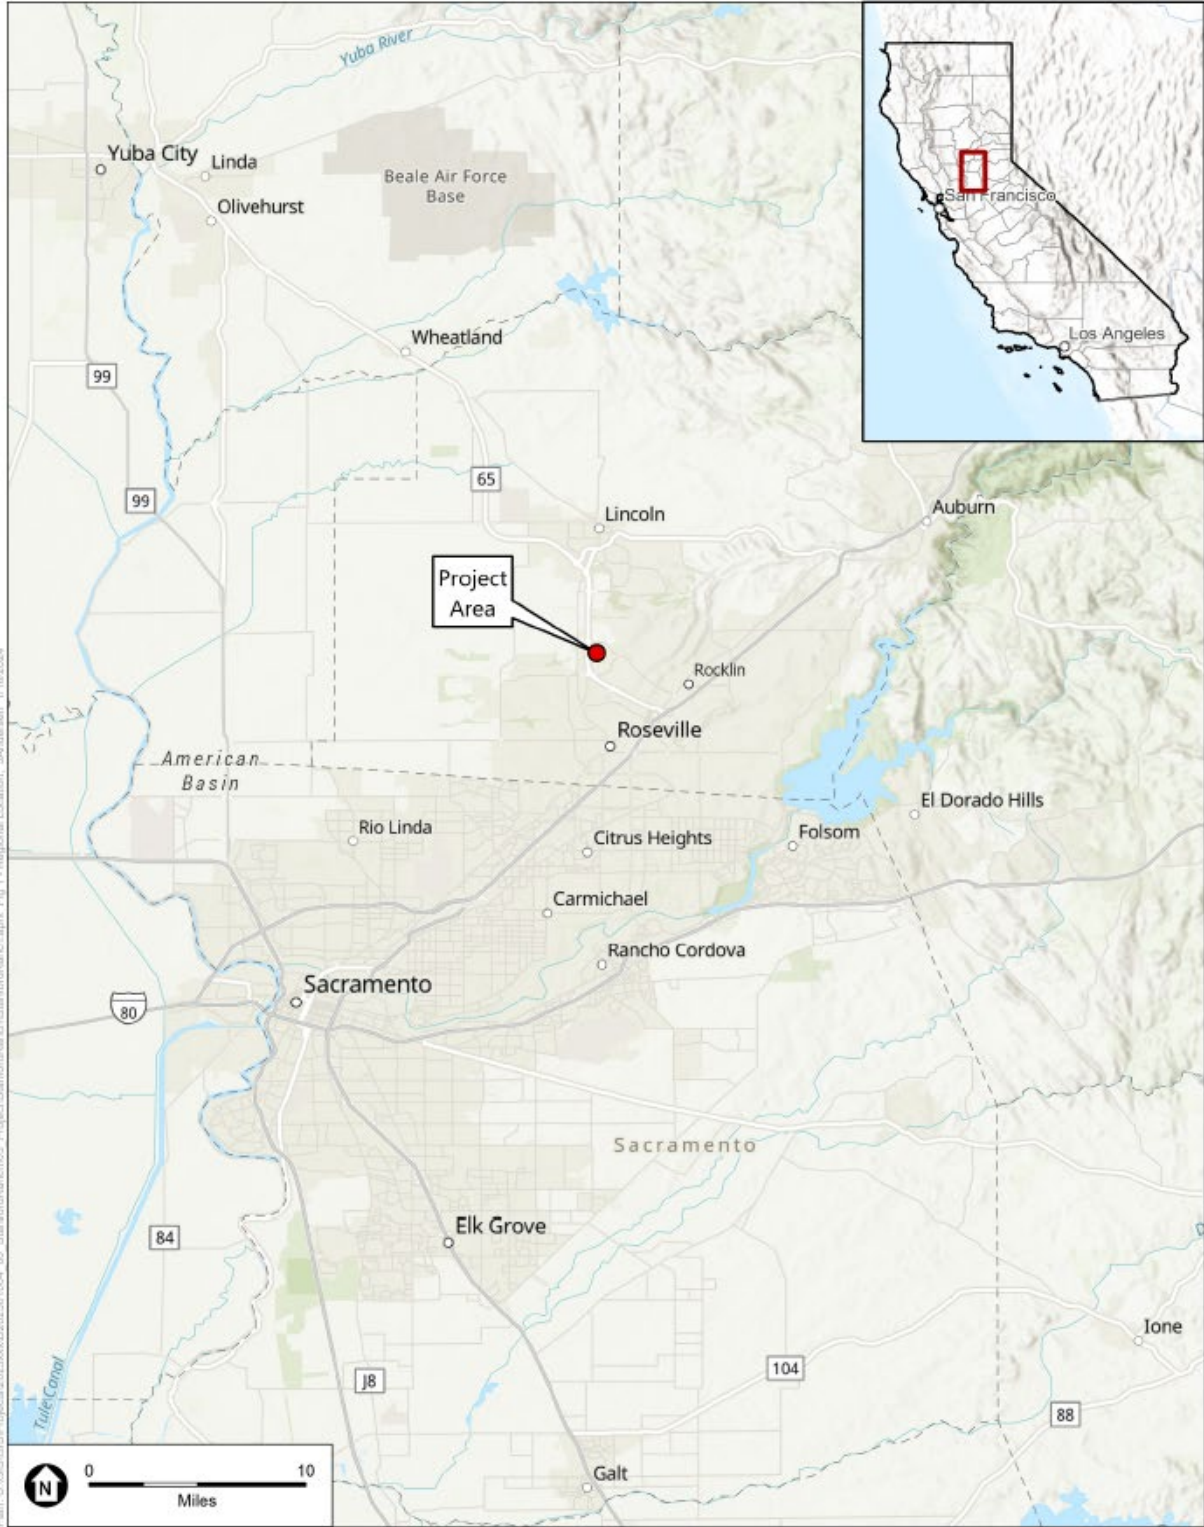 Yuba River
Yuba City
Linda
Beale Air Force
Base
Olivehurst
San Francisco
Los Angeles
Wheatland
99
65
99
Lincoln
Auburn
Project
Area
Rocklin
Roseville
American
Basin
El Dorado Hills
Rio Linda
Citrus Heights
Folsom
Carmichael
Rancho Cordova
Sacramento
80
Sacramento
Elk Grove
84
Ione
104
J8
Tule Canal
88
Galt
N
0 10
Miles